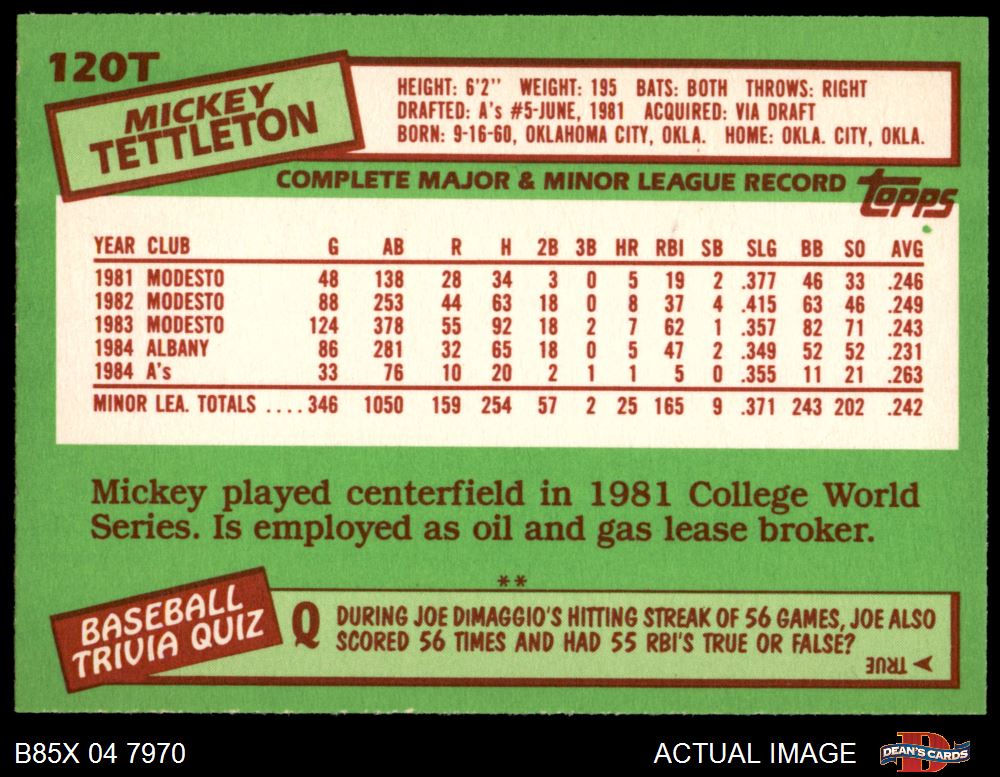 120T
MICKEY
TETTLETON
HEIGHT: 6'2'' WEIGHT: 195 BATS: BOTH THROWS: RIGHT
DRAFTED: A's #5-JUNE, 1981 ACQUIRED: VIA DRAFT
BORN: 9-16-60, OKLAHOMA CITY, OKLA. HOME: OKLA. CITY, OKLA.
COMPLETE MAJOR & MINOR LEAGUE RECORD
topps
YEAR CLUB G AB R H 2B 3B HR RBI SB SLG BB SO AVG
1981 MODESTO 48 138 28 34 3 0 5 19 2 .377 46 33 .246
1982 MODESTO 88 253 44 63 18 0 8 37 4 .415 63 46 .249
1983 MODESTO 124 378 55 92 18 2 7 62 1 .357 82 71 .243
1984 ALBANY 86 281 32 65 18 0 5 47 2 .349 52 52 .231
1984 A's 33 76 10 20 2 1 1 5 0 .355 11 21 .263
MINOR LEA. TOTALS ....346 1050 159 254 57 2 25 165 9 .371 243 202 .242
Mickey played centerfield in 1981 College World
Series. Is employed as oil and gas lease broker.
**
BASEBALL
TRIVIA QUIZ
Q DURING JOE DiMAGGIO'S HITTING STREAK OF 56 GAMES, JOE ALSO
SCORED 56 TIMES AND HAD 55 RBI'S TRUE OR FALSE?
TRUE
B85X 04 7970
ACTUAL IMAGE
D
DEAN'S CARDS